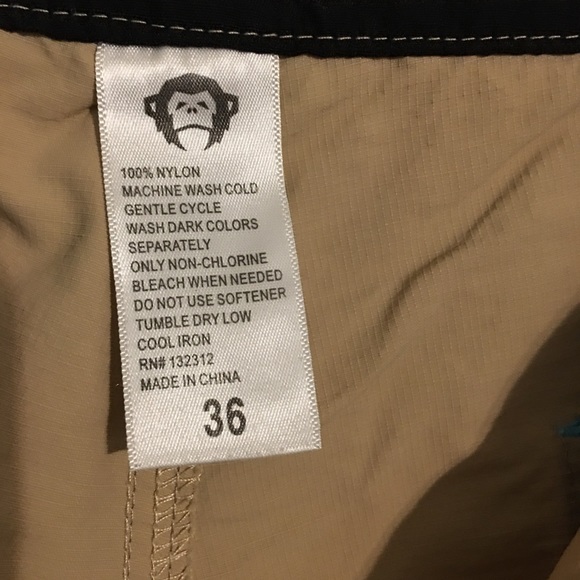 100% NYLON
MACHINE WASH COLD
GENTLE CYCLE
WASH DARK COLORS
SEPARATELY
ONLY NON-CHLORINE
BLEACH WHEN NEEDED
DO NOT USE SOFTENER
TUMBLE DRY LOW
COOL IRON
RN# 132312
MADE IN CHINA
36